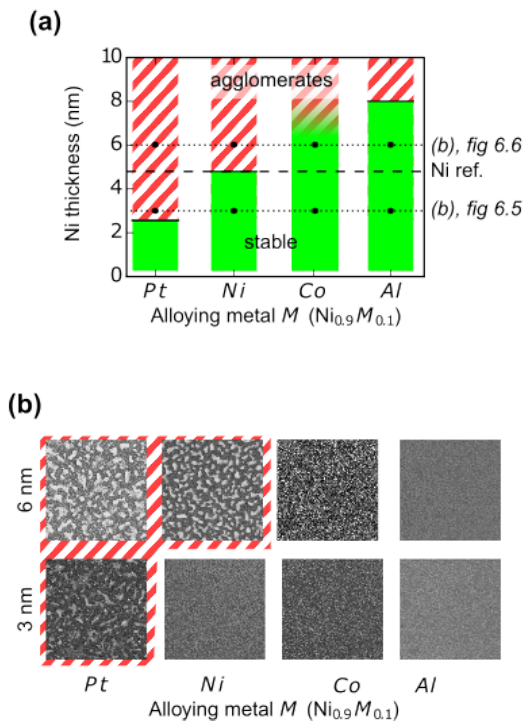 (a)
10
8
6
4
2
0
Ni thickness (nm)
agglomerates
stable
(b), fig 6.6
Ni ref.
(b), fig 6.5
Pt Ni Co Al
Alloying metal M (Ni₀.₉M₀.₁)
(b)
6 nm
3 nm
Pt Ni Co Al
Alloying metal M (Ni₀.₉M₀.₁)